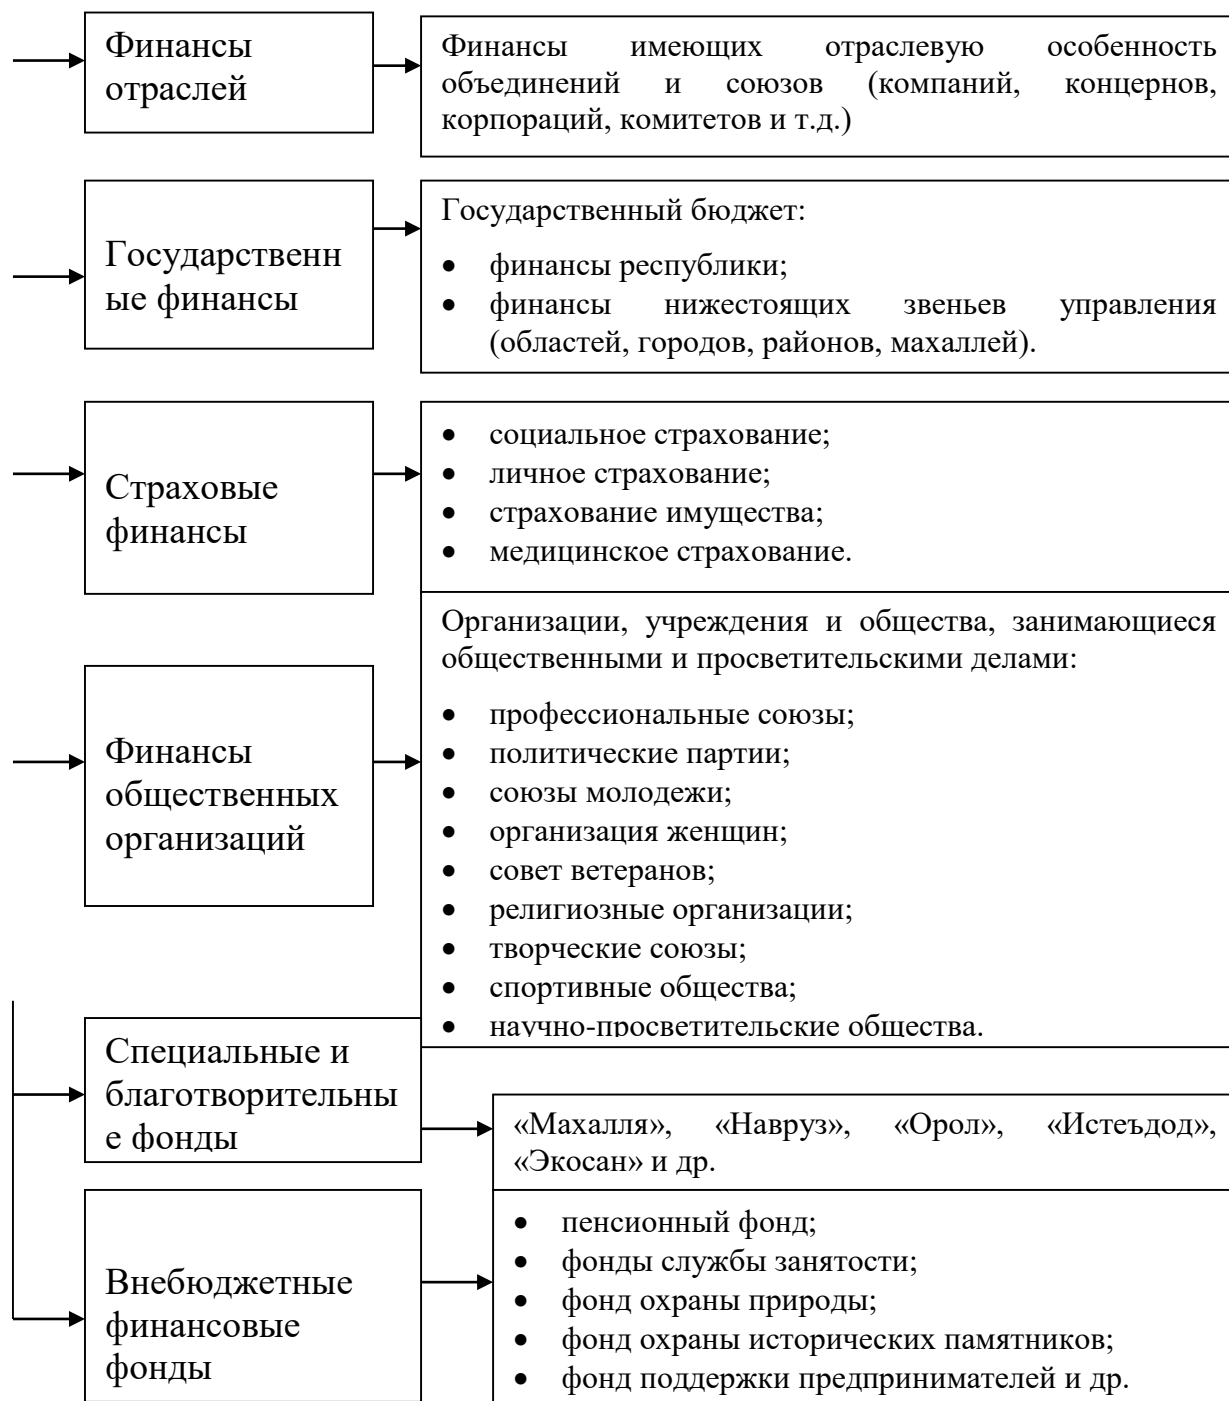 Финансы
отраслей
Финансы имеющих отраслевую особенность
объединений и союзов (компаний, концернов,
корпораций, комитетов и т.д.)
Государственн
ые финансы
Государственный бюджет:
• финансы республики;
• финансы нижестоящих звеньев управления
(областей, городов, районов, махаллей).
Страховые
финансы
• социальное страхование;
• личное страхование;
• страхование имущества;
• медицинское страхование.
Финансы
общественных
организаций
Организации, учреждения и общества, занимающиеся
общественными и просветительскими делами:
• профессиональные союзы;
• политические партии;
• союзы молодежи;
• организация женщин;
• совет ветеранов;
• религиозные организации;
• творческие союзы;
• спортивные общества;
• научно-просветительские общества.
Специальные и
благотворительны
е фонды
«Махалля», «Навруз», «Орол», «Истеъдод»,
«Экосан» и др.
Внебюджетные
финансовые
фонды
• пенсионный фонд;
• фонды службы занятости;
• фонд охраны природы;
• фонд охраны исторических памятников;
• фонд поддержки предпринимателей и др.